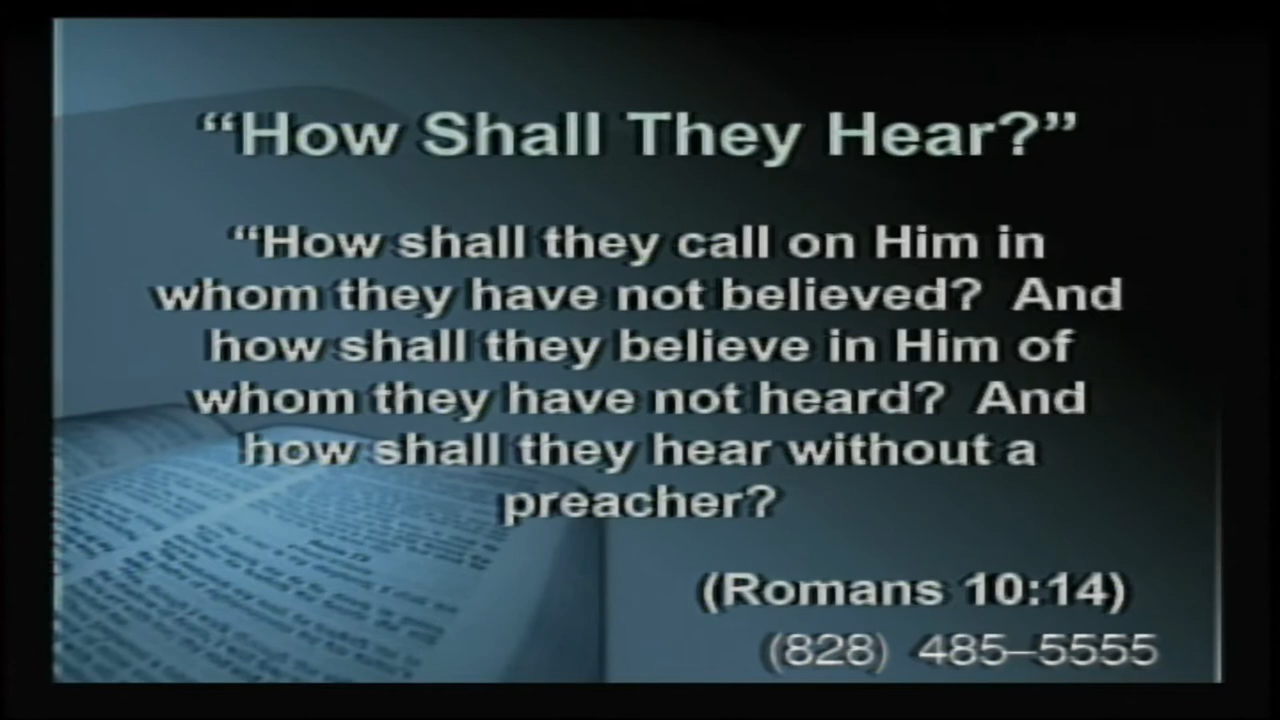 “How Shall They Hear?”
“How shall they call on Him in
whom they have not believed?  And
how shall they believe in Him of
whom they have not heard?  And
how shall they hear without a
preacher?
(Romans 10:14)
(828) 485–5555